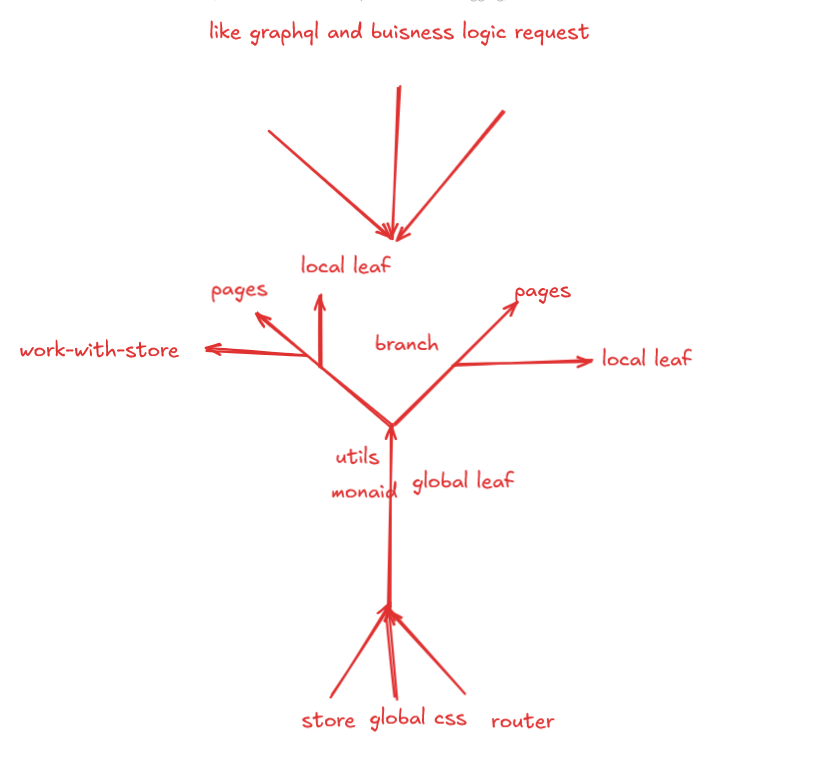 like graphql and buisness logic request
local leaf
pages
pages
branch
work-with-store
local leaf
utils
monaid
global leaf
store
global css
router